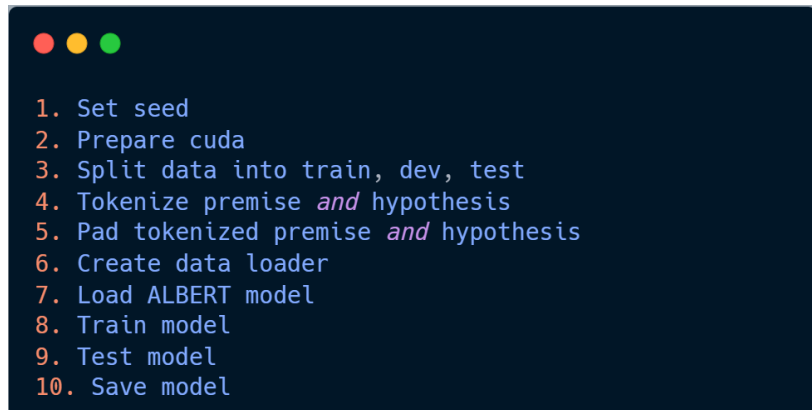 1. Set seed
2. Prepare cuda
3. Split data into train, dev, test
4. Tokenize premise and hypothesis
5. Pad tokenized premise and hypothesis
6. Create data loader
7. Load ALBERT model
8. Train model
9. Test model
10. Save model